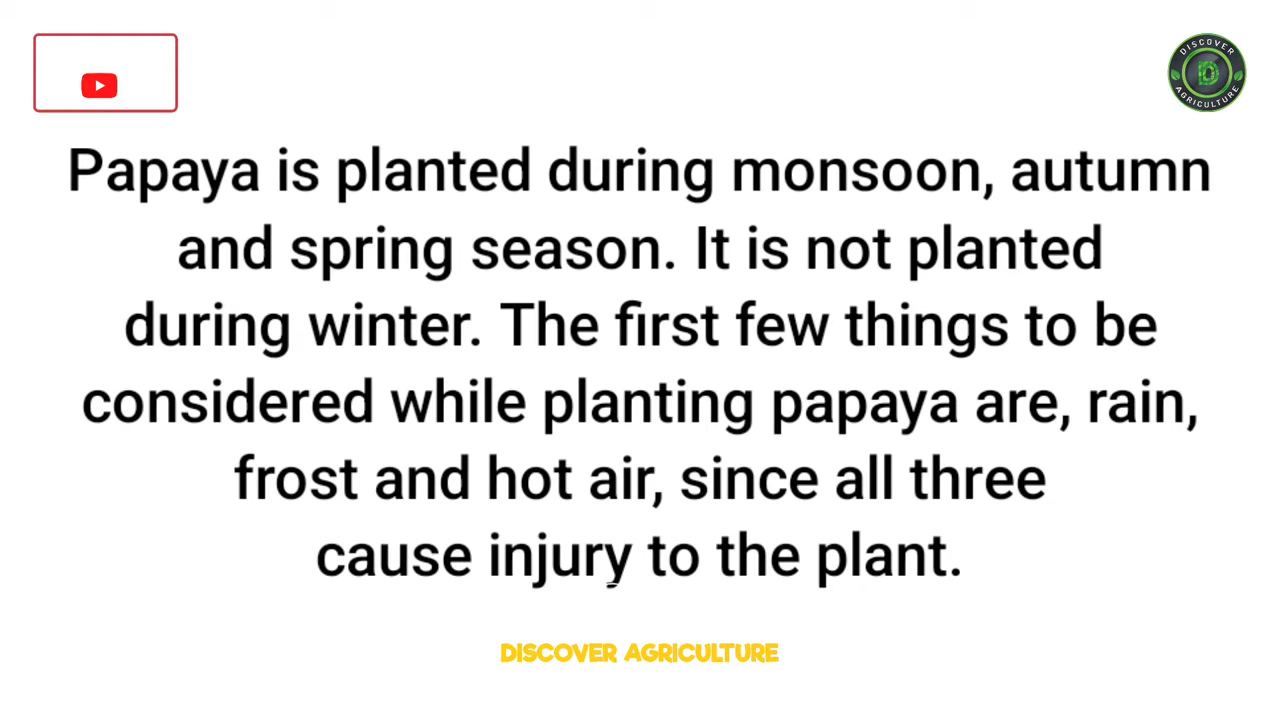 DISCOVER
D
AGRICULTURE
Papaya is planted during monsoon, autumn
and spring season. It is not planted
during winter. The first few things to be
considered while planting papaya are, rain,
frost and hot air, since all three
cause injury to the plant.
DISCOVER AGRICULTURE